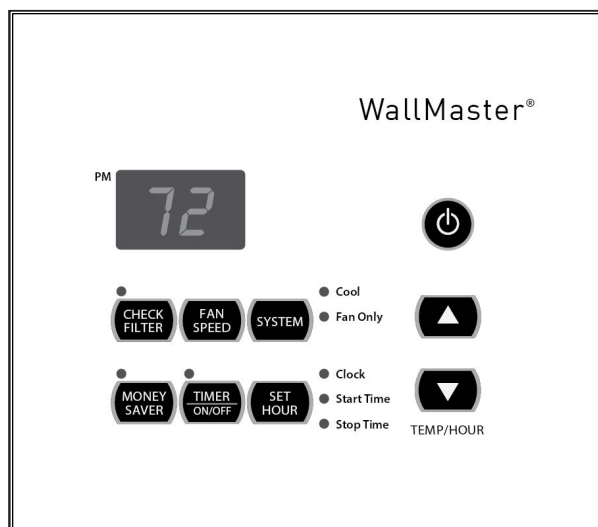 WallMaster®
PM
72
CHECK
FILTER
FAN
SPEED
SYSTEM
Cool
Fan Only
MONEY
SAVER
TIMER
ON/OFF
SET
HOUR
Clock
Start Time
Stop Time
TEMP/HOUR